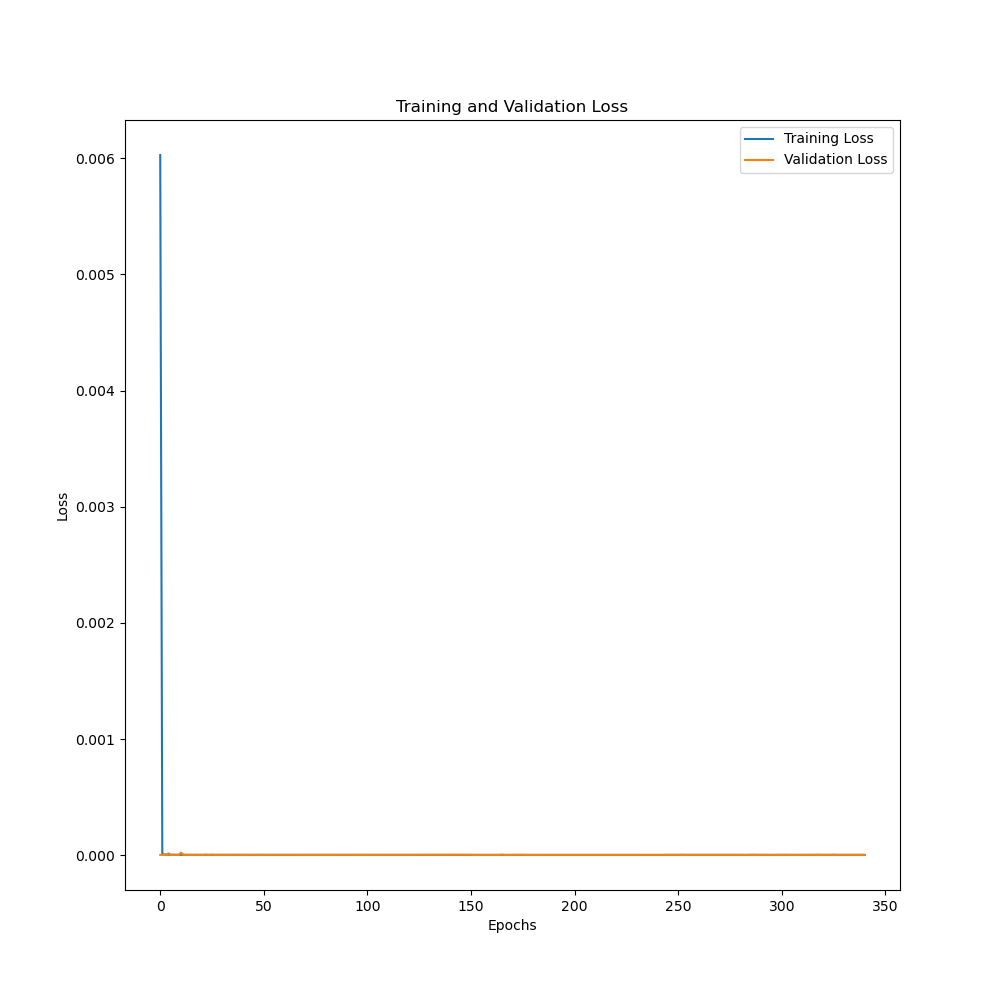 Training and Validation Loss
Training Loss
Validation Loss
0.006
0.005
0.004
0.003
0.002
0.001
0.000
Loss
0 50 100 150 200 250 300 350
Epochs